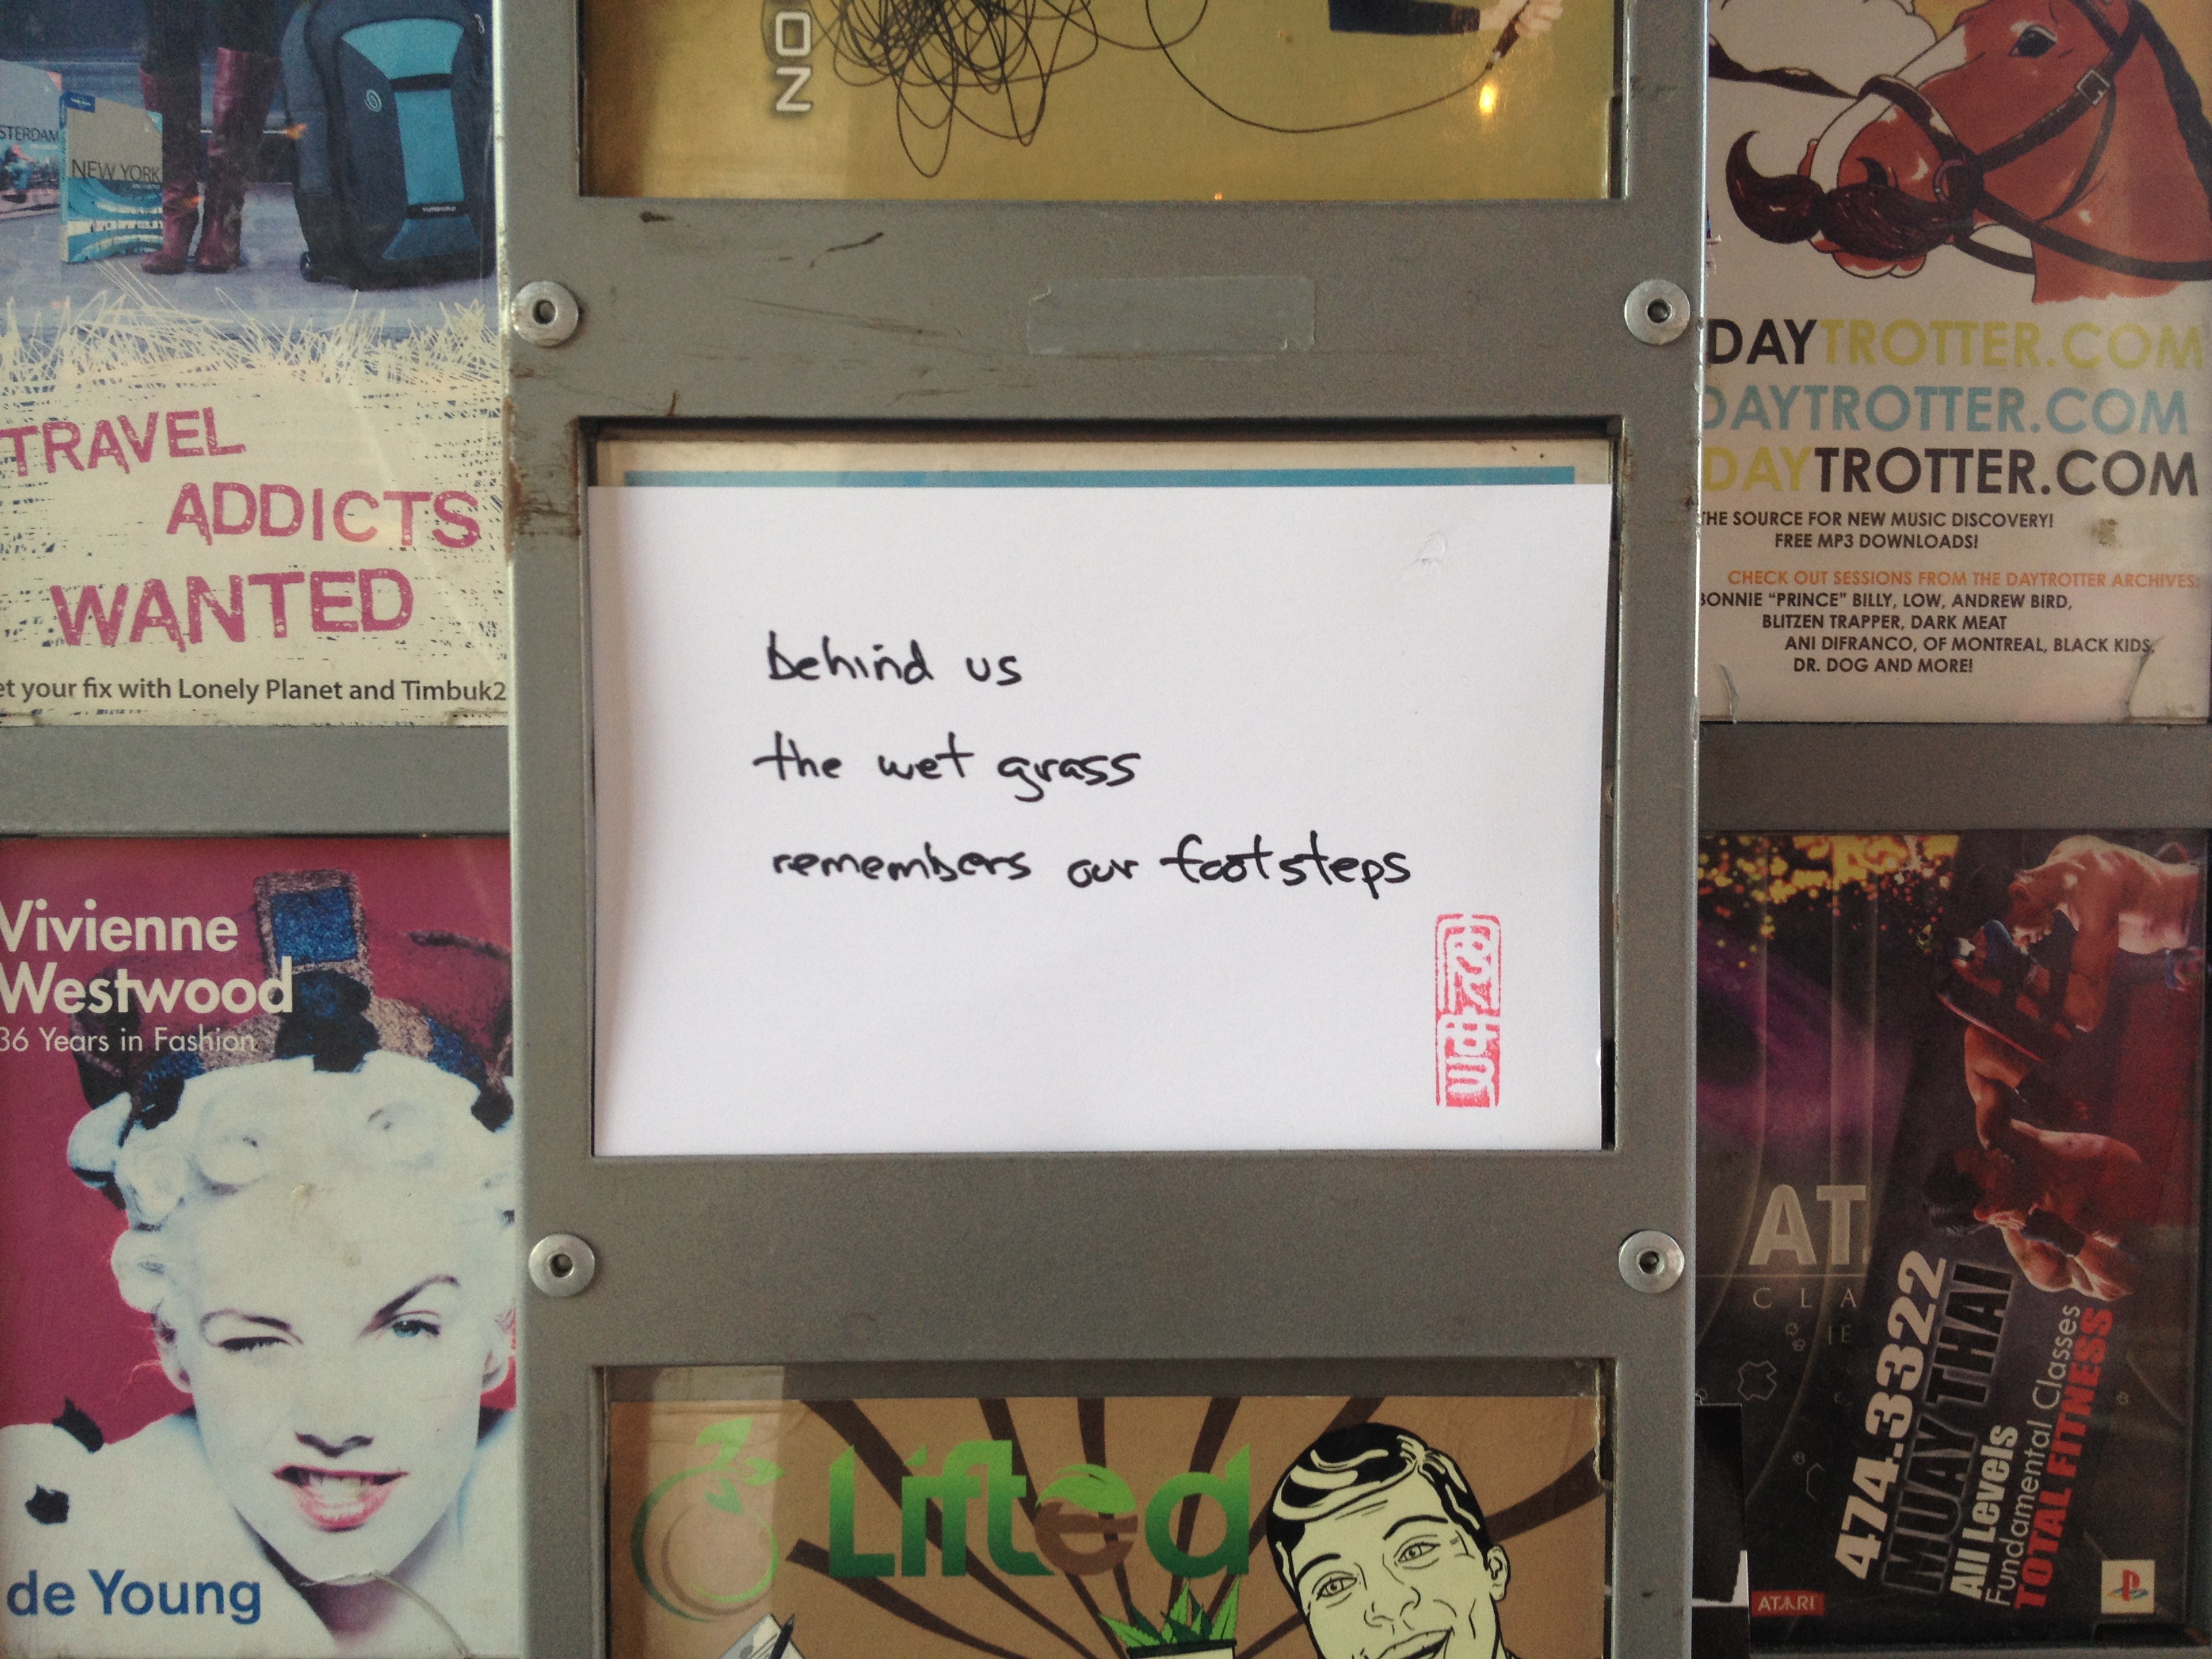 NO
STERDAM
NEW YORK
TRAVEL
ADDICTS
WANTED
et your fix with Lonely Planet and Timbuk2
DAYTROTTER.COM
DAYTROTTER.COM
DAYTROTTER.COM
THE SOURCE FOR NEW MUSIC DISCOVERY!
FREE MP3 DOWNLOADS!
CHECK OUT SESSIONS FROM THE DAYTROTTER ARCHIVES:
BONNIE “PRINCE” BILLY, LOW, ANDREW BIRD,
BLITZEN TRAPPER, DARK MEAT
ANI DIFRANCO, OF MONTREAL, BLACK KIDS,
DR. DOG AND MORE!
behind us
the wet grass
remembers our footsteps
Vivienne
Westwood
36 Years in Fashion
de Young
Lifted
AT
CLA
474.3322
MUAY THAI
All Levels
Fundamental Classes
TOTAL FITNESS
ATARI